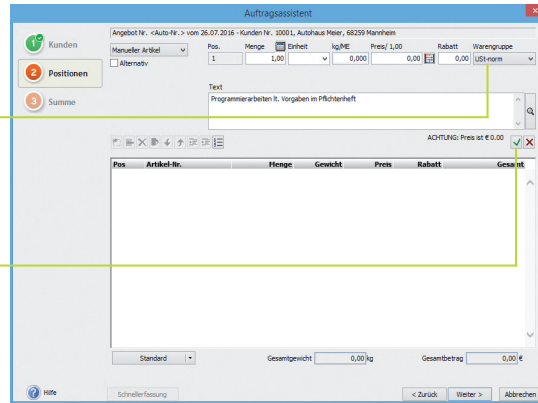 Auftragsassistent
Angebot Nr. <Auto-Nr.> vom 26.07.2016 - Kunden Nr. 10001, Autohaus Meier, 68259 Mannheim
1 Kunden
2 Positionen
3 Summe
Manueller Artikel
Alternativ
Pos. Menge Einheit kg/ME Preis/ 1,00 Rabatt Warengruppe
1 1,00 0,000 0,00 0,00 USt-norm
Text
Programmierarbeiten lt. Vorgaben im Pflichtenheft
ACHTUNG: Preis ist € 0.00
Pos Artikel-Nr. Menge Gewicht Preis Rabatt Gesamt
Standard Gesamtgewicht 0,00 kg Gesamtbetrag 0,00 €
Hilfe Schnellerfassung < Zurück Weiter > Abbrechen